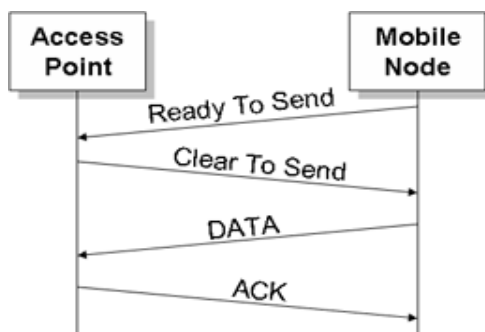 Access
Point
Mobile
Node
Ready To Send
Clear To Send
DATA
ACK